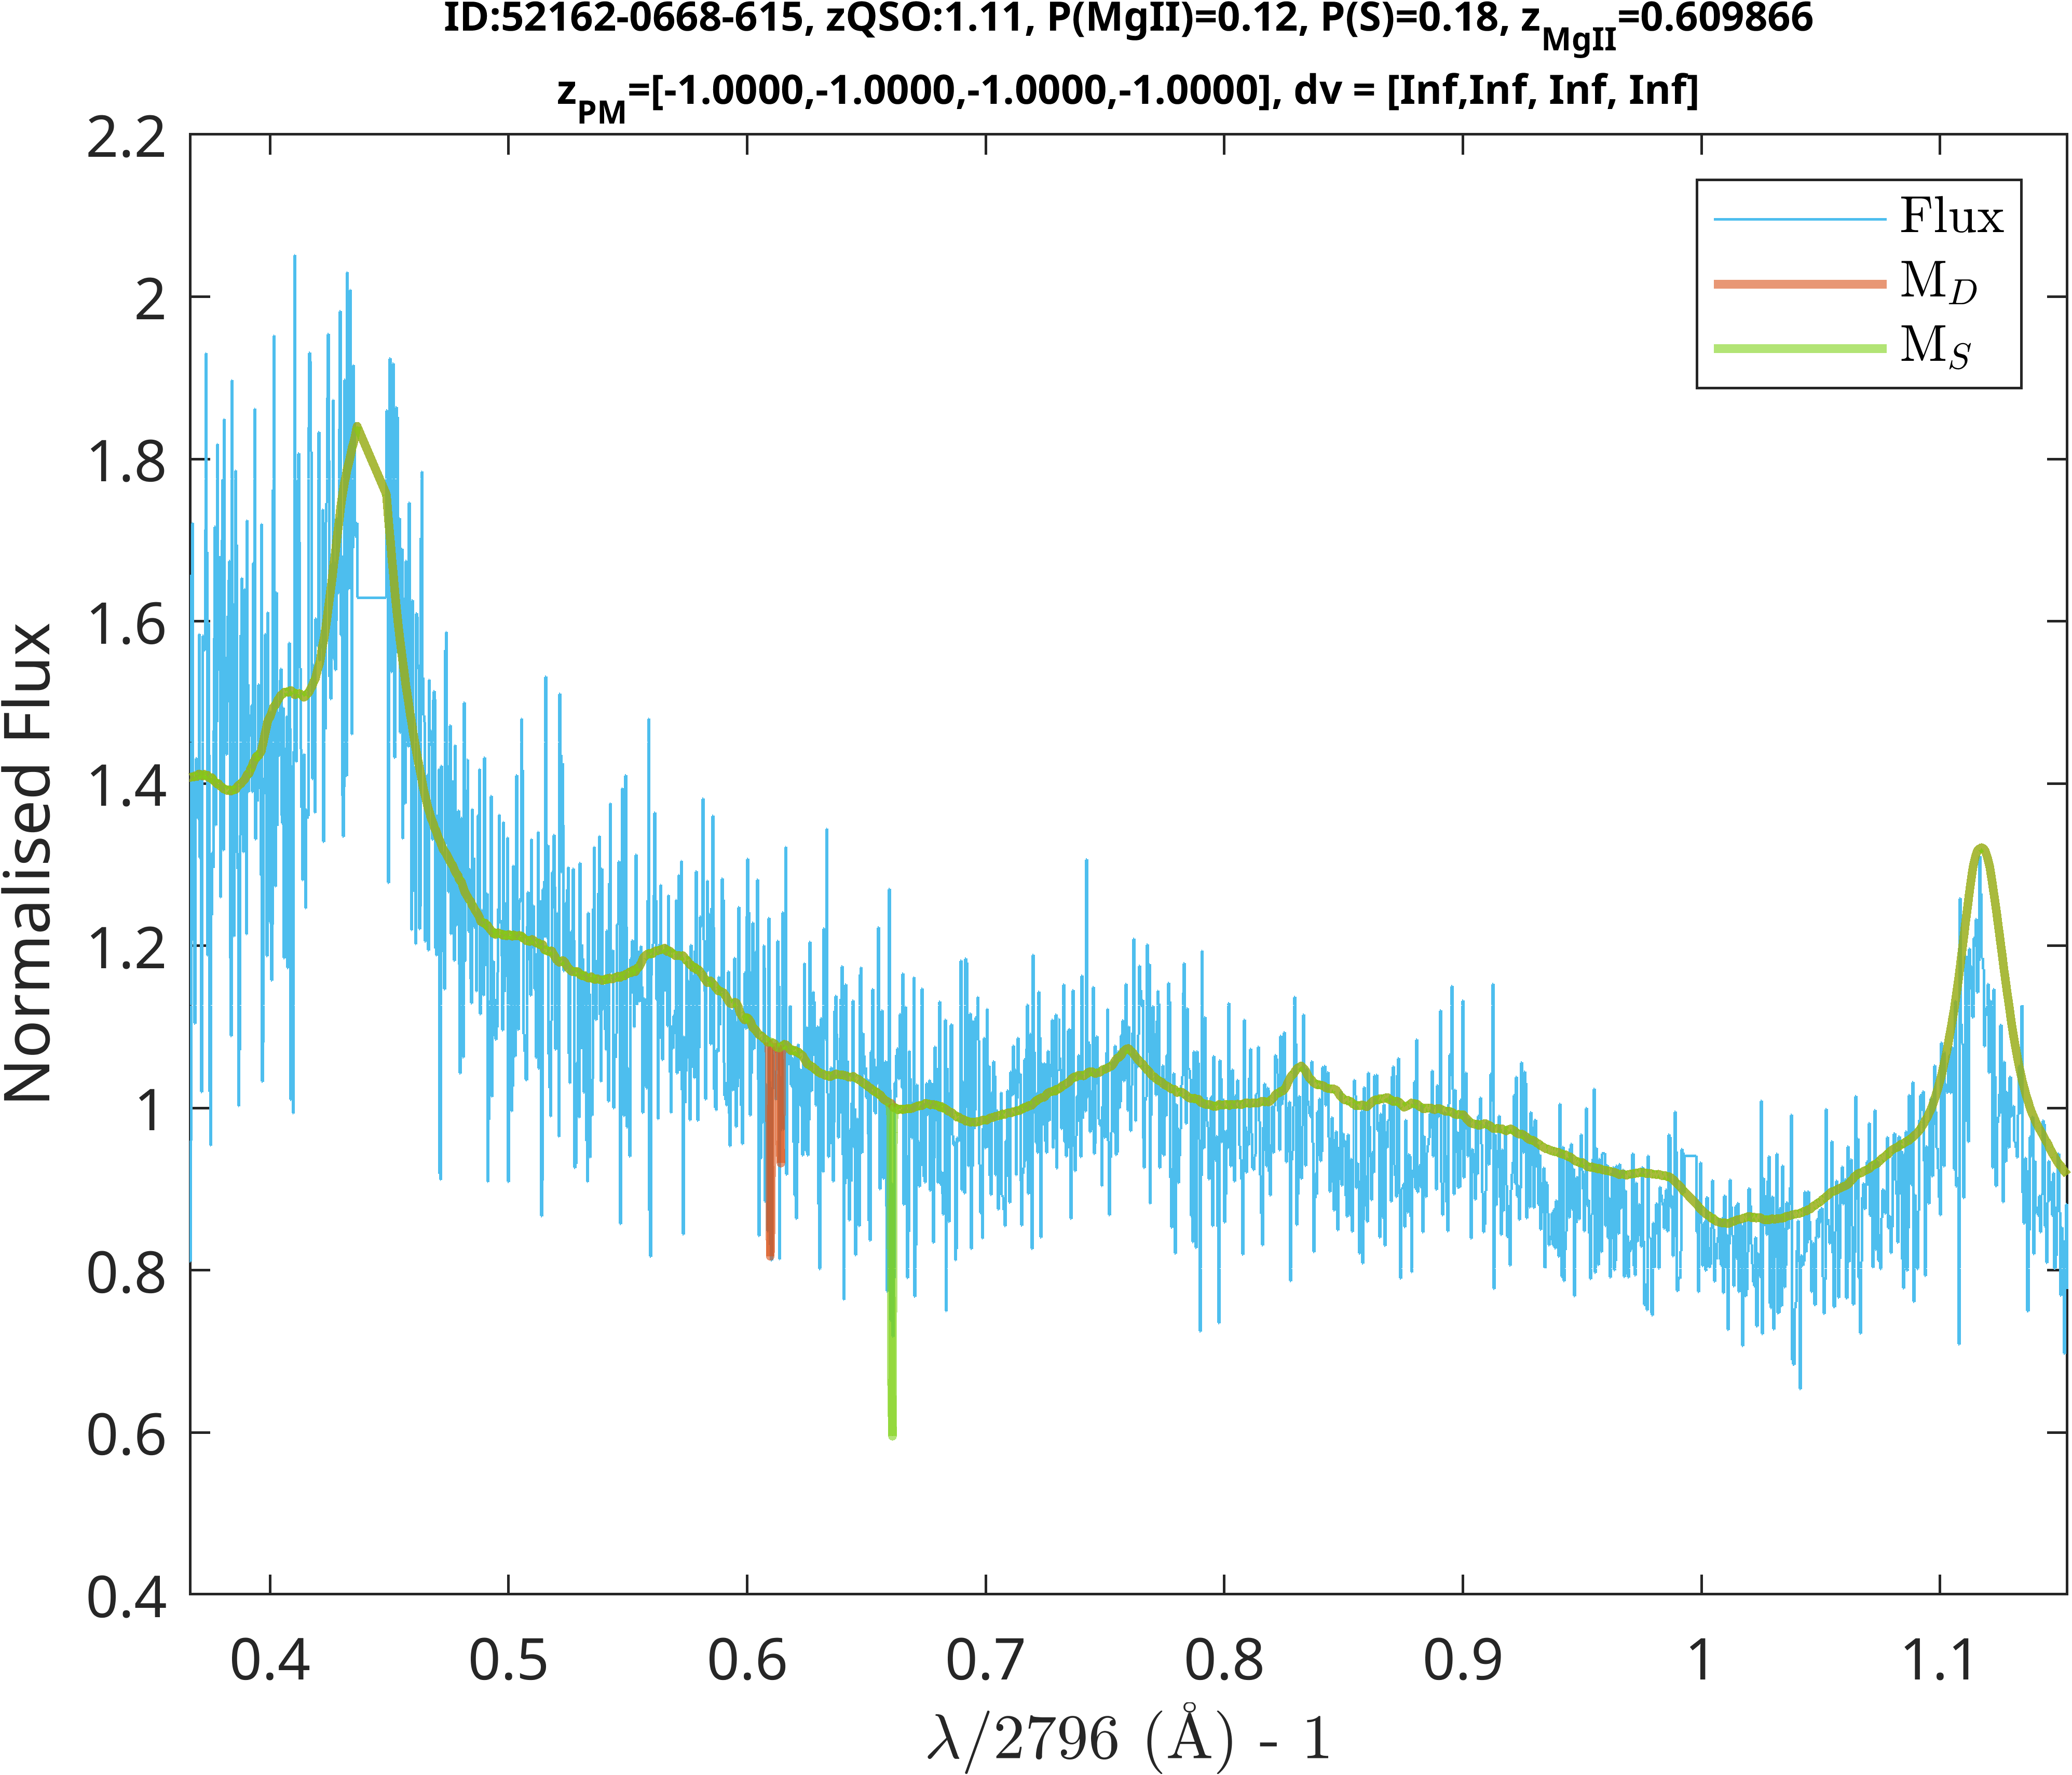 ID:52162-0668-615, zQSO:1.11, P(MgII)=0.12, P(S)=0.18, zMgII=0.609866
zPM=[-1.0000,-1.0000,-1.0000,-1.0000], dv = [Inf,Inf, Inf, Inf]
2.2
2
1.8
1.6
1.4
1.2
1
0.8
0.6
0.4
Normalised Flux
Flux
MD
MS
0.4 0.5 0.6 0.7 0.8 0.9 1 1.1
λ/2796 (Å) - 1